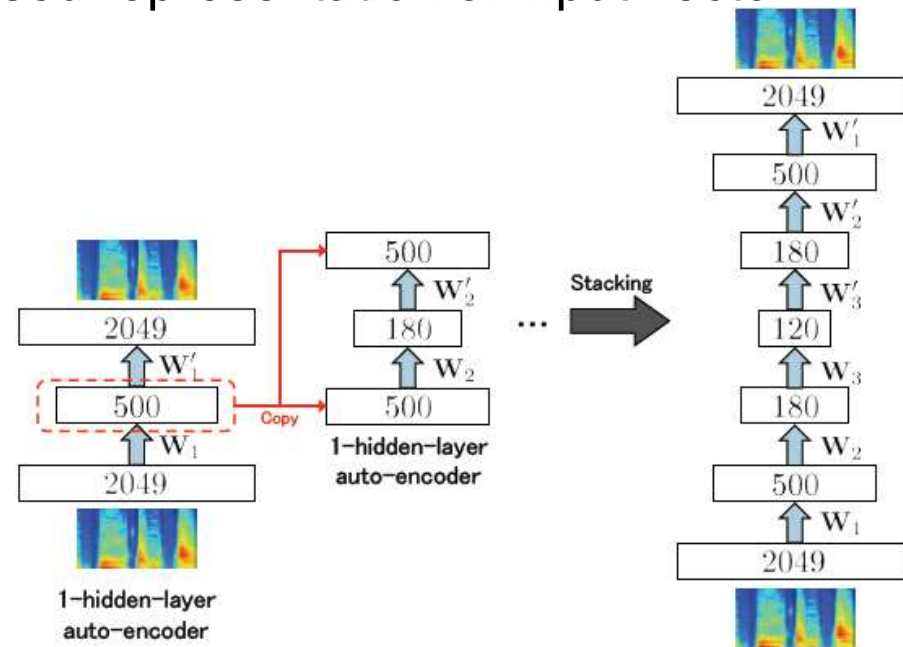 2049
W′₁
500
W′₂
180
W′₃
120
W₃
180
W₂
500
W₁
2049
2049
W′₁
500
W₁
2049
1-hidden-layer
auto-encoder
Copy
500
W′₂
180
W₂
500
1-hidden-layer
auto-encoder
...
Stacking